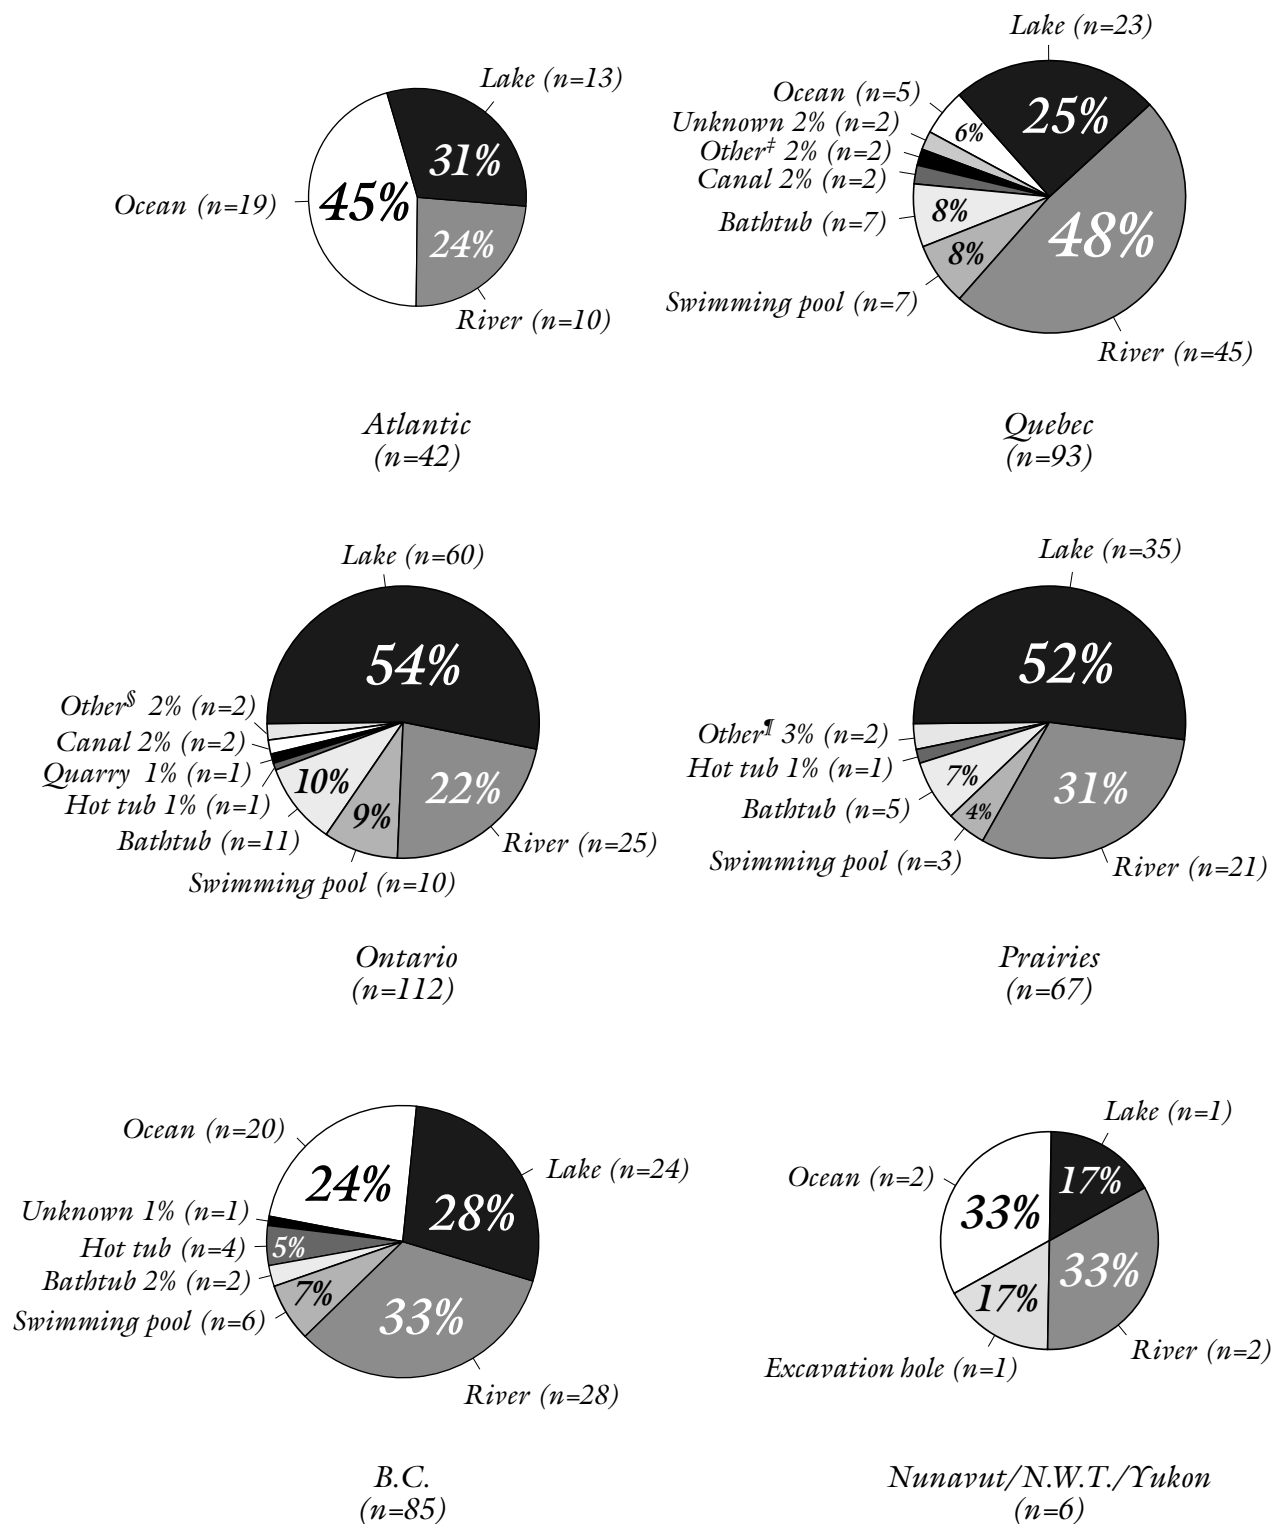 Lake (n=13)
31%
45%
Ocean (n=19)
24%
River (n=10)
Atlantic
(n=42)
Lake (n=23)
Ocean (n=5)
25%
6%
Unknown 2% (n=2)
Other‡ 2% (n=2)
Canal 2% (n=2)
8%
Bathtub (n=7)
48%
8%
Swimming pool (n=7)
River (n=45)
Quebec
(n=93)
Lake (n=60)
54%
Other§ 2% (n=2)
Canal 2% (n=2)
Quarry 1% (n=1)
10%
22%
Hot tub 1% (n=1)
9%
Bathtub (n=11)
River (n=25)
Swimming pool (n=10)
Ontario
(n=112)
Lake (n=35)
52%
Other¶ 3% (n=2)
Hot tub 1% (n=1)
7%
31%
Bathtub (n=5)
4%
Swimming pool (n=3)
River (n=21)
Prairies
(n=67)
Ocean (n=20)
Lake (n=24)
24%
28%
Unknown 1% (n=1)
Hot tub (n=4)
5%
Bathtub 2% (n=2)
7%
Swimming pool (n=6)
33%
River (n=28)
B.C.
(n=85)
Lake (n=1)
Ocean (n=2)
17%
33%
33%
17%
River (n=2)
Excavation hole (n=1)
Nunavut/N.W.T./Yukon
(n=6)